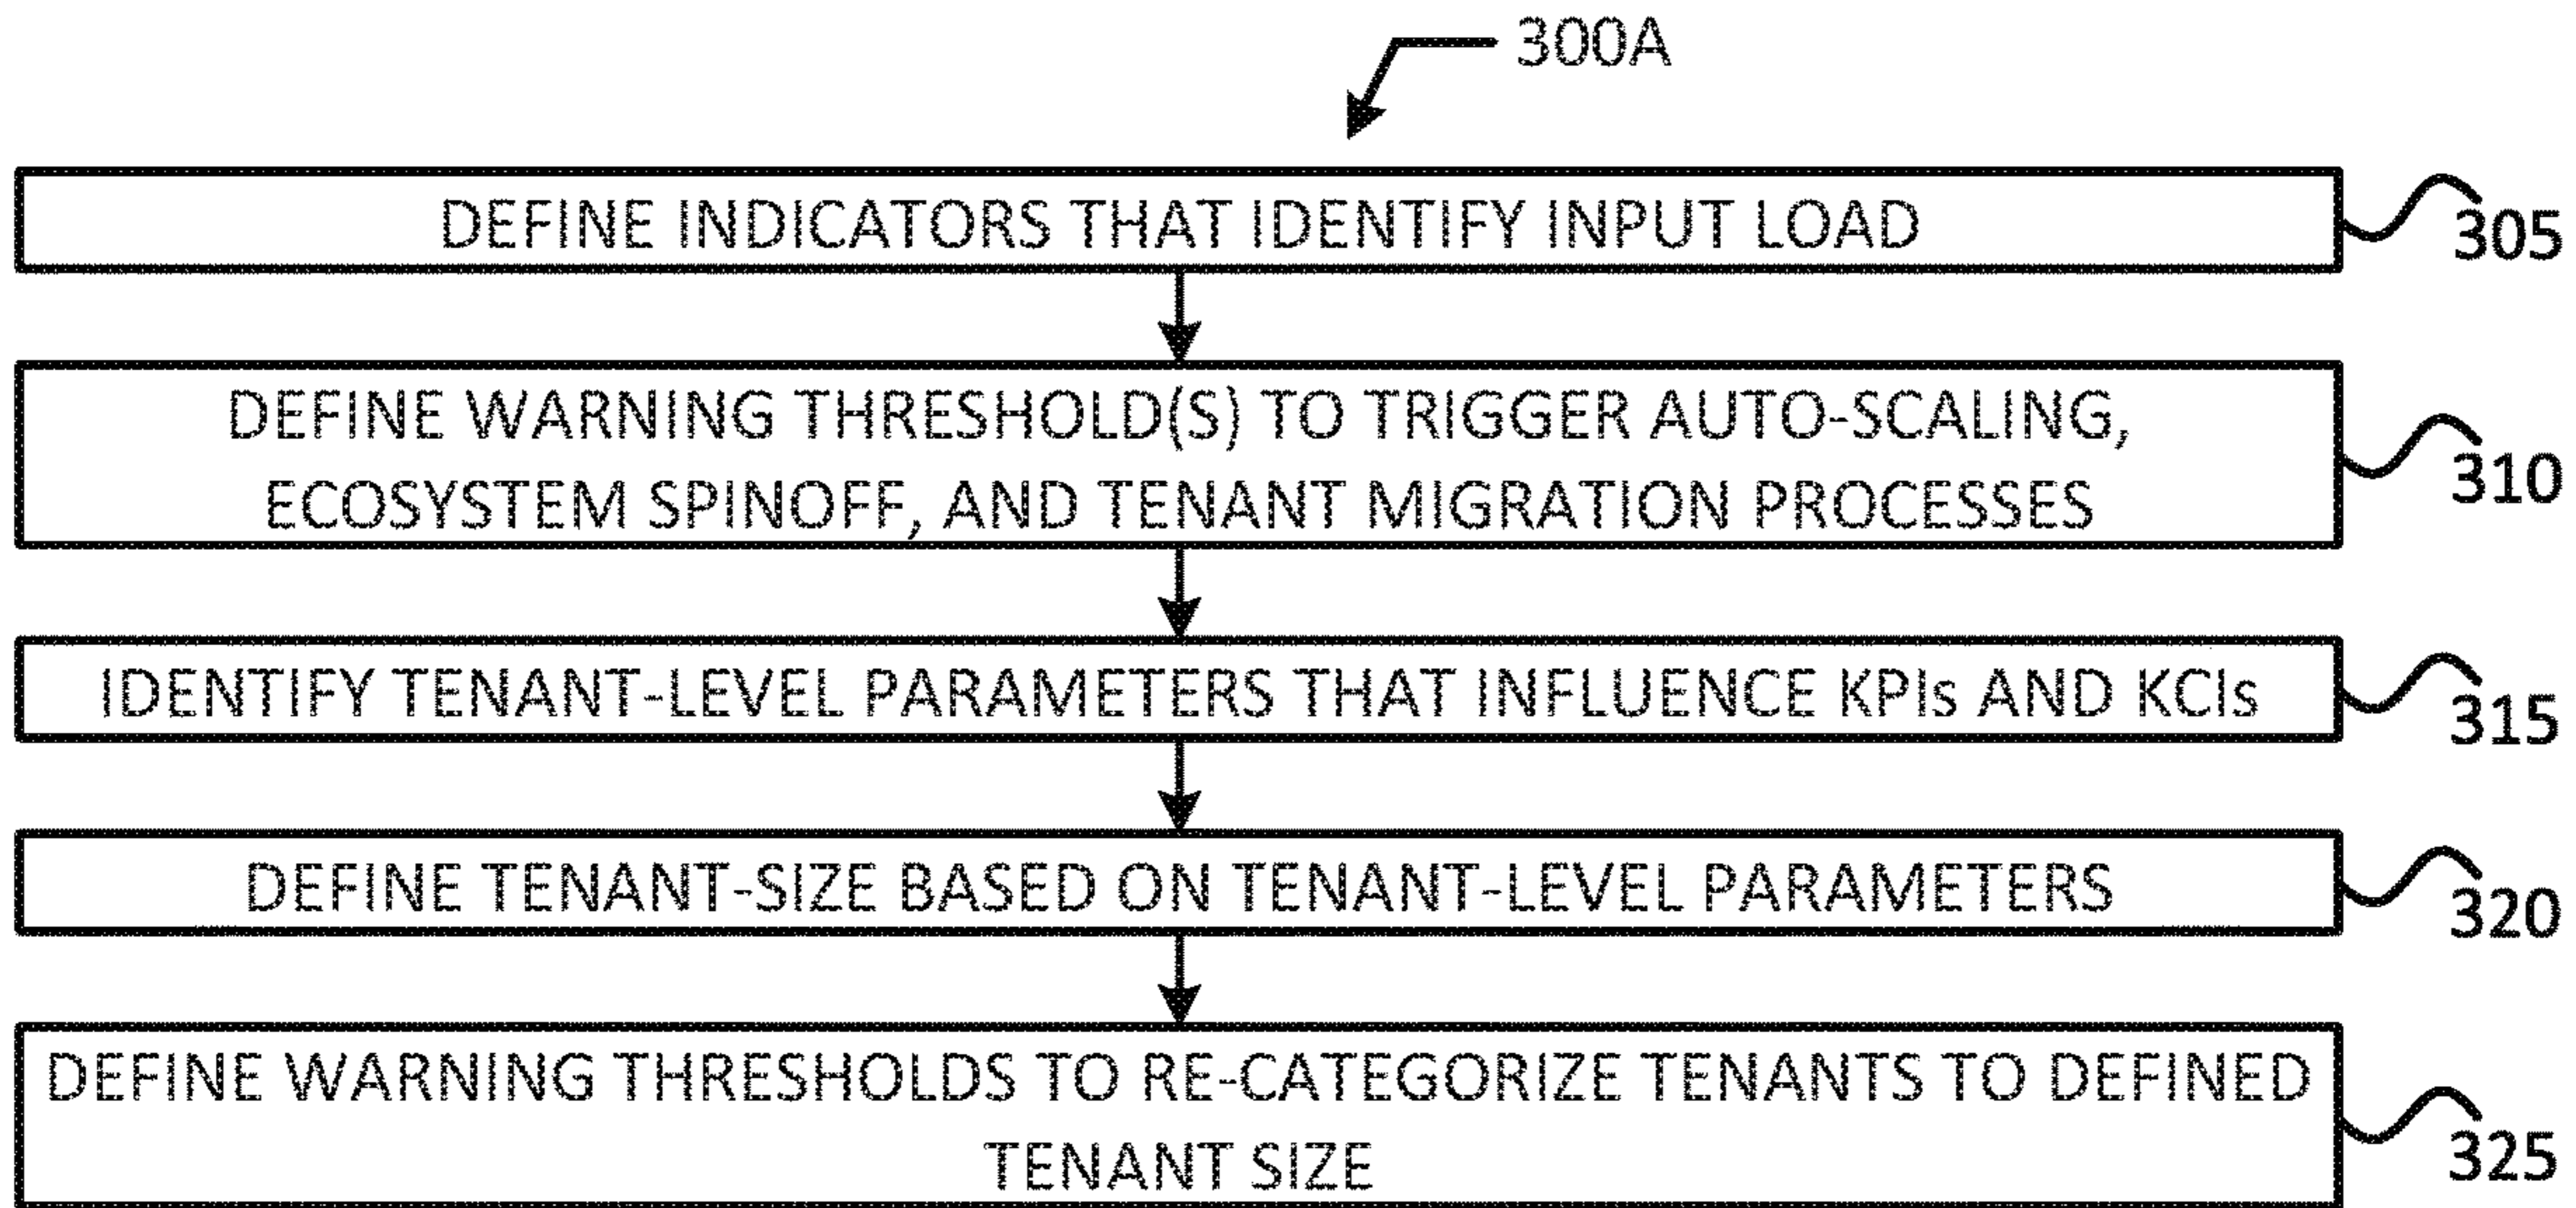 300A
DEFINE INDICATORS THAT IDENTIFY INPUT LOAD
305
DEFINE WARNING THRESHOLD(S) TO TRIGGER AUTO-SCALING,
ECOSYSTEM SPINOFF, AND TENANT MIGRATION PROCESSES
310
IDENTIFY TENANT-LEVEL PARAMETERS THAT INFLUENCE KPIs AND KCIs
315
DEFINE TENANT-SIZE BASED ON TENANT-LEVEL PARAMETERS
320
DEFINE WARNING THRESHOLDS TO RE-CATEGORIZE TENANTS TO DEFINED
TENANT SIZE
325